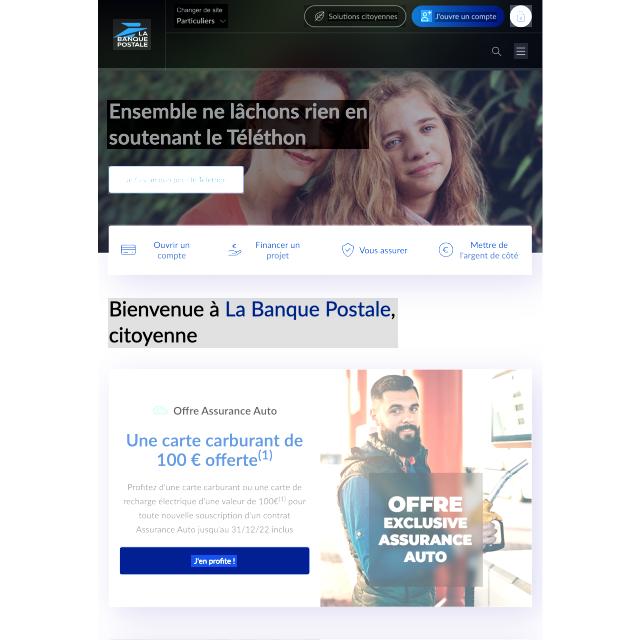 Changer de site
Particuliers
Solutions citoyennes
J'ouvre un compte
LA
BANQUE
POSTALE
Ensemble ne lâchons rien en
soutenant le Téléthon
Ouvrir un
compte
Financer un
projet
Vous assurer
Mettre de
l'argent de côté
Bienvenue à La Banque Postale,
citoyenne
Offre Assurance Auto
Une carte carburant de
100 € offerte(1)
Profitez d'une carte carburant ou une carte de
recharge électrique d'une valeur de 100€(1) pour
toute nouvelle souscription d'un contrat
Assurance Auto jusqu'au 31/12/22 inclus
J'en profite !
OFFRE
EXCLUSIVE
ASSURANCE
AUTO